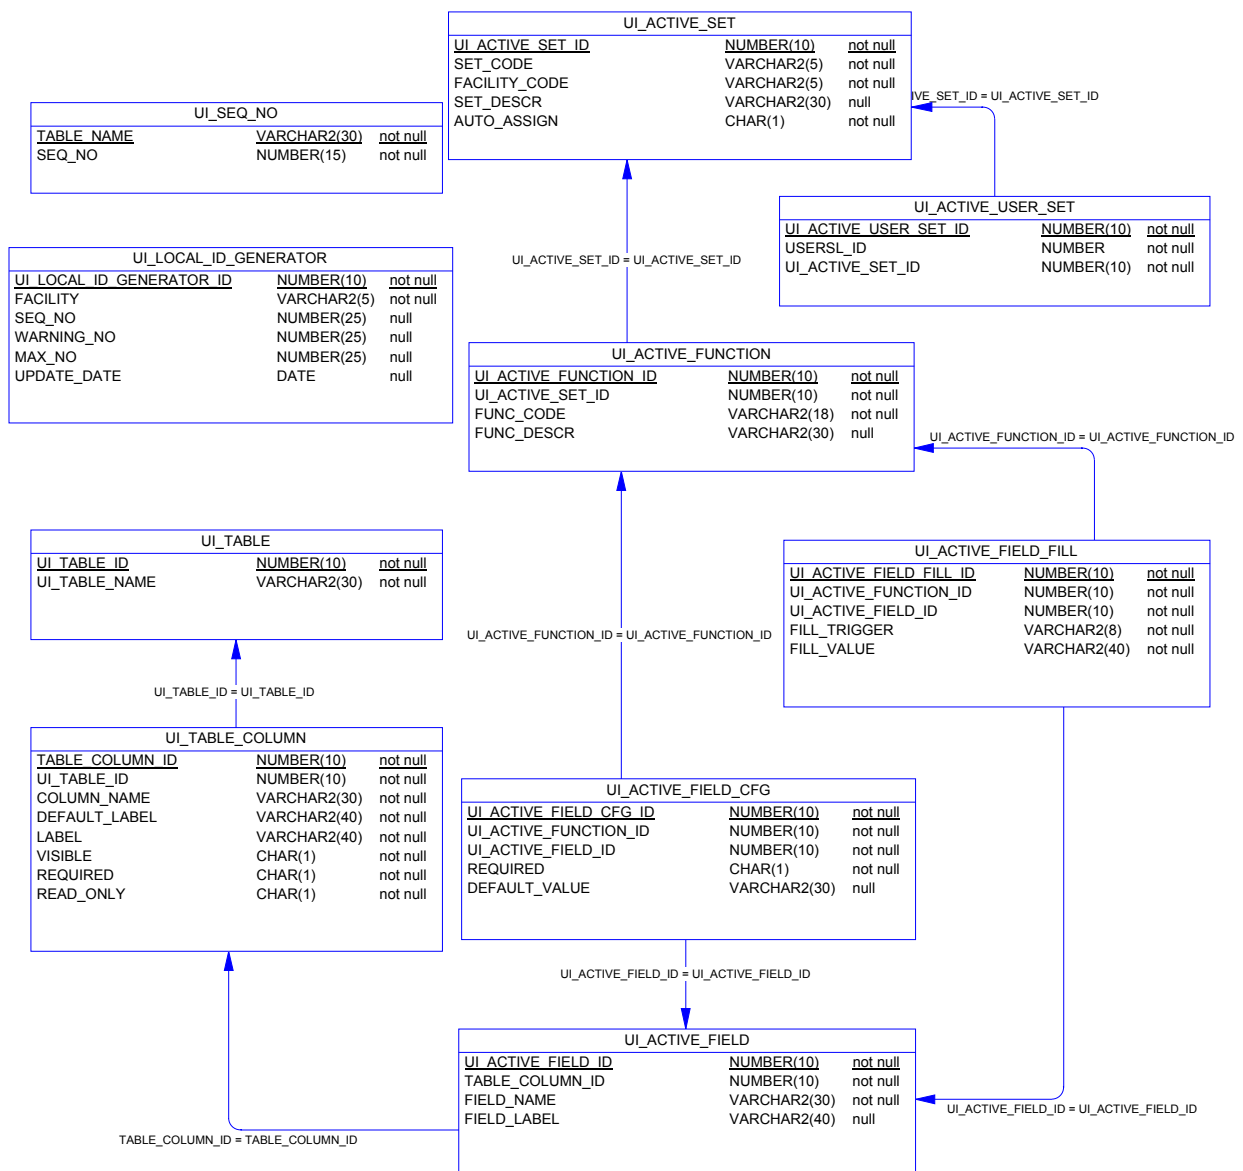 UI_ACTIVE_SET
UI_ACTIVE_SET_ID NUMBER(10) not null
SET_CODE VARCHAR2(5) not null
FACILITY_CODE VARCHAR2(5) not null
SET_DESCR VARCHAR2(30) null
AUTO_ASSIGN CHAR(1) not null
IVE_SET_ID = UI_ACTIVE_SET_ID
UI_SEQ_NO
TABLE_NAME VARCHAR2(30) not null
SEQ_NO NUMBER(15) not null
UI_ACTIVE_USER_SET
UI_ACTIVE_USER_SET_ID NUMBER(10) not null
USERSL_ID NUMBER not null
UI_ACTIVE_SET_ID NUMBER(10) not null
UI_LOCAL_ID_GENERATOR
UI_LOCAL_ID_GENERATOR_ID NUMBER(10) not null
FACILITY VARCHAR2(5) not null
SEQ_NO NUMBER(25) null
WARNING_NO NUMBER(25) null
MAX_NO NUMBER(25) null
UPDATE_DATE DATE null
UI_ACTIVE_SET_ID = UI_ACTIVE_SET_ID
UI_ACTIVE_FUNCTION
UI_ACTIVE_FUNCTION_ID NUMBER(10) not null
UI_ACTIVE_SET_ID NUMBER(10) not null
FUNC_CODE VARCHAR2(18) not null
FUNC_DESCR VARCHAR2(30) null
UI_ACTIVE_FUNCTION_ID = UI_ACTIVE_FUNCTION_ID
UI_TABLE
UI_TABLE_ID NUMBER(10) not null
UI_TABLE_NAME VARCHAR2(30) not null
UI_ACTIVE_FIELD_FILL
UI_ACTIVE_FIELD_FILL_ID NUMBER(10) not null
UI_ACTIVE_FUNCTION_ID NUMBER(10) not null
UI_ACTIVE_FIELD_ID NUMBER(10) not null
FILL_TRIGGER VARCHAR2(8) not null
FILL_VALUE VARCHAR2(40) not null
UI_ACTIVE_FUNCTION_ID = UI_ACTIVE_FUNCTION_ID
UI_TABLE_ID = UI_TABLE_ID
UI_TABLE_COLUMN
TABLE_COLUMN_ID NUMBER(10) not null
UI_TABLE_ID NUMBER(10) not null
COLUMN_NAME VARCHAR2(30) not null
DEFAULT_LABEL VARCHAR2(40) not null
LABEL VARCHAR2(40) not null
VISIBLE CHAR(1) not null
REQUIRED CHAR(1) not null
READ_ONLY CHAR(1) not null
UI_ACTIVE_FIELD_CFG
UI_ACTIVE_FIELD_CFG_ID NUMBER(10) not null
UI_ACTIVE_FUNCTION_ID NUMBER(10) not null
UI_ACTIVE_FIELD_ID NUMBER(10) not null
REQUIRED CHAR(1) not null
DEFAULT_VALUE VARCHAR2(30) null
UI_ACTIVE_FIELD_ID = UI_ACTIVE_FIELD_ID
UI_ACTIVE_FIELD
UI_ACTIVE_FIELD_ID NUMBER(10) not null
TABLE_COLUMN_ID NUMBER(10) not null
FIELD_NAME VARCHAR2(30) not null
FIELD_LABEL VARCHAR2(40) null
UI_ACTIVE_FIELD_ID = UI_ACTIVE_FIELD_ID
TABLE_COLUMN_ID = TABLE_COLUMN_ID